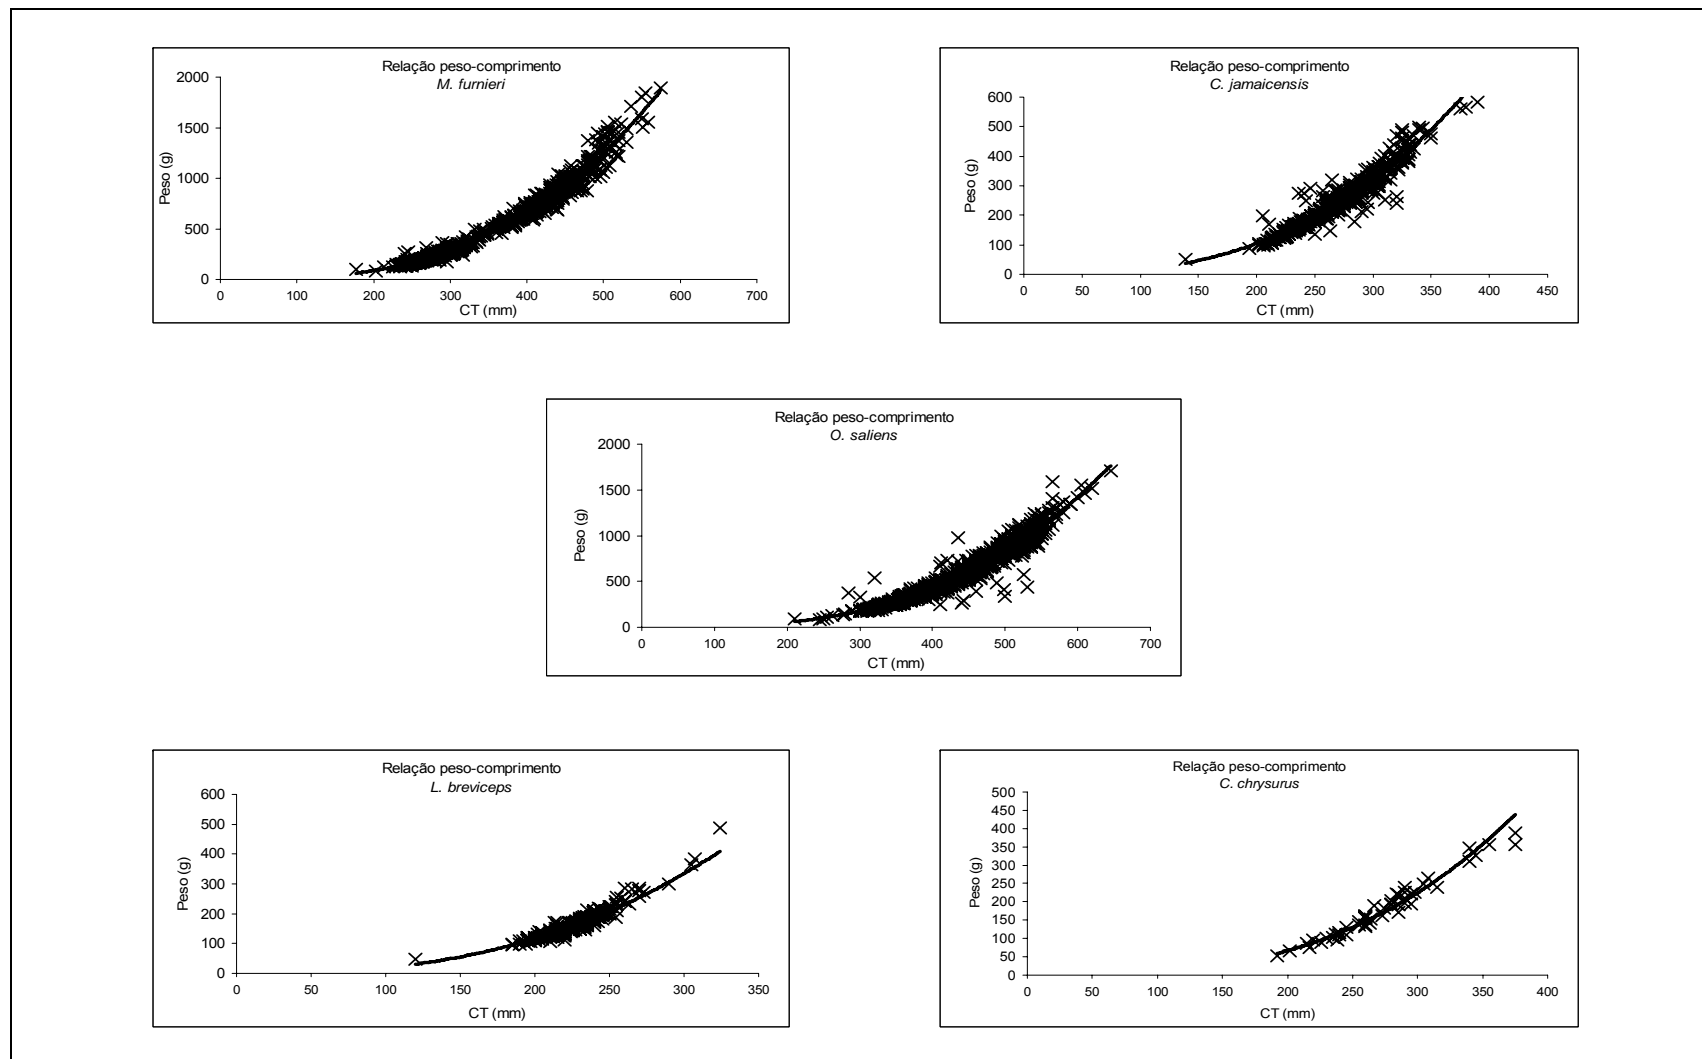 Relação peso-comprimento
M. furnieri
Peso (g)
2000
1500
1000
500
0
0 100 200 300 400 500 600 700
CT (mm)
Relação peso-comprimento
C. jamaicensis
Peso (g)
600
500
400
300
200
100
0
0 50 100 150 200 250 300 350 400 450
CT (mm)
Relação peso-comprimento
O. saliens
Peso (g)
2000
1500
1000
500
0
0 100 200 300 400 500 600 700
CT (mm)
Relação peso-comprimento
L. breviceps
Peso (g)
600
500
400
300
200
100
0
0 50 100 150 200 250 300 350
CT (mm)
Relação peso-comprimento
C. chrysurus
Peso (g)
500
450
400
350
300
250
200
150
100
50
0
0 50 100 150 200 250 300 350 400
CT (mm)